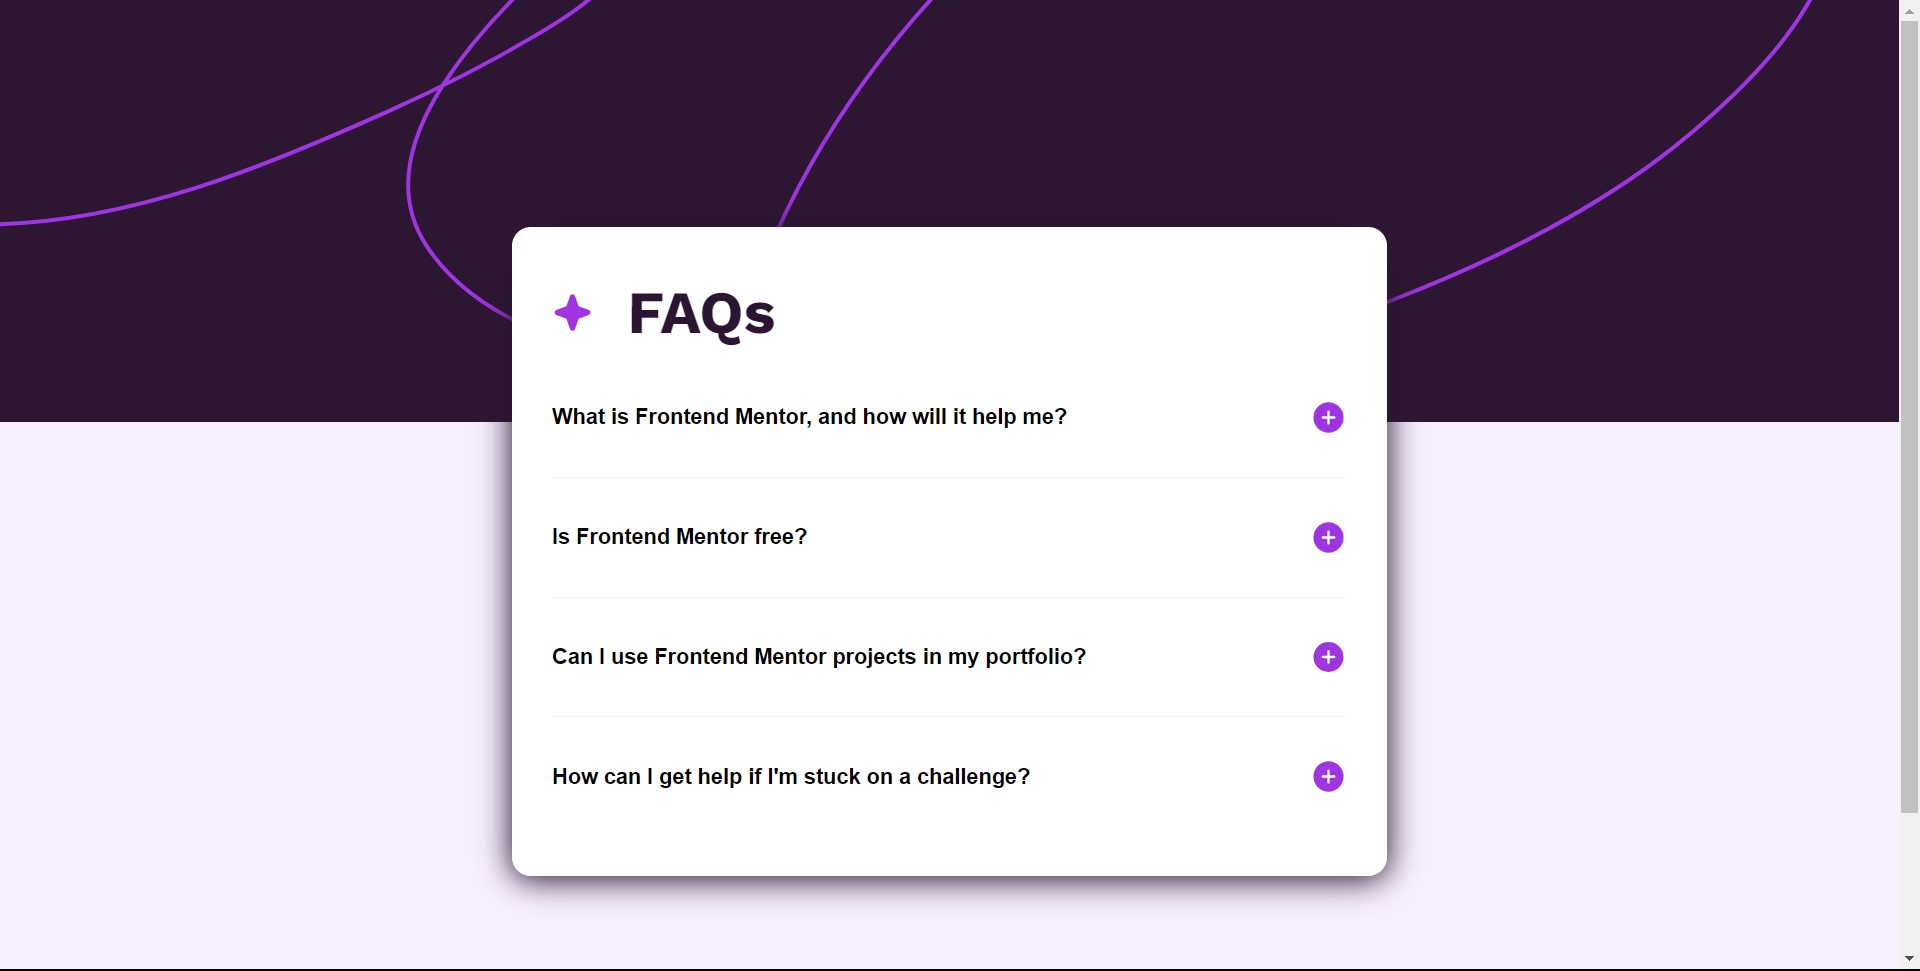 FAQs
What is Frontend Mentor, and how will it help me?
Is Frontend Mentor free?
Can I use Frontend Mentor projects in my portfolio?
How can I get help if I'm stuck on a challenge?